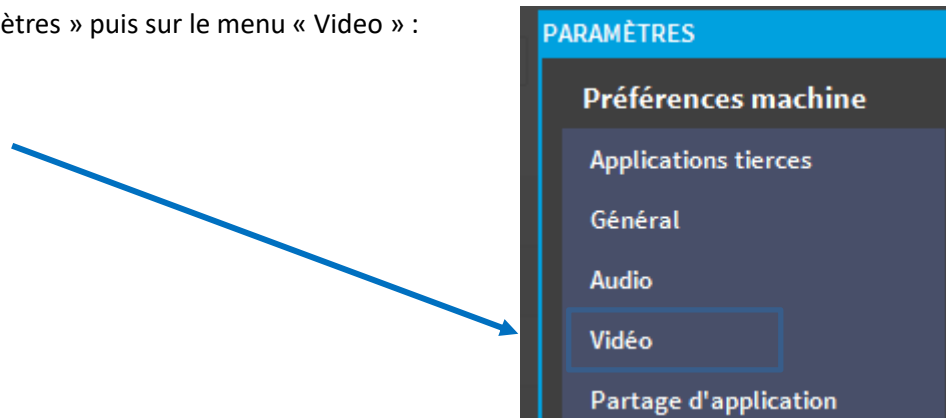 ètres » puis sur le menu « Video » :
PARAMÈTRES
Préférences machine
Applications tierces
Général
Audio
Vidéo
Partage d'application